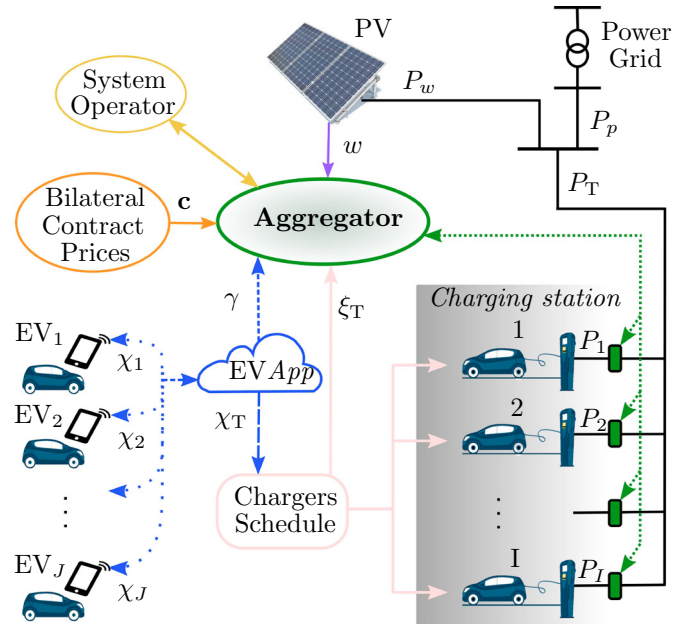 PV
Power
Grid
System
Operator
P_w
P_p
w
P_T
Bilateral
Contract
Prices
c
Aggregator
γ
ξ_T
Charging station
EV_1
χ_1
EVApp
1
P_1
EV_2
χ_2
χ_T
2
P_2
Chargers
Schedule
⋮
⋮
EV_J
χ_J
I
P_I